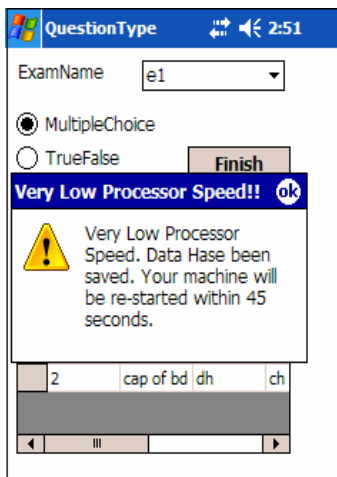 QuestionType 2:51
ExamName e1
MultipleChoice
TrueFalse
Finish
Very Low Processor Speed!! ok
Very Low Processor
Speed. Data Hase been
saved. Your machine will
be re-started within 45
seconds.
2 cap of bd dh ch